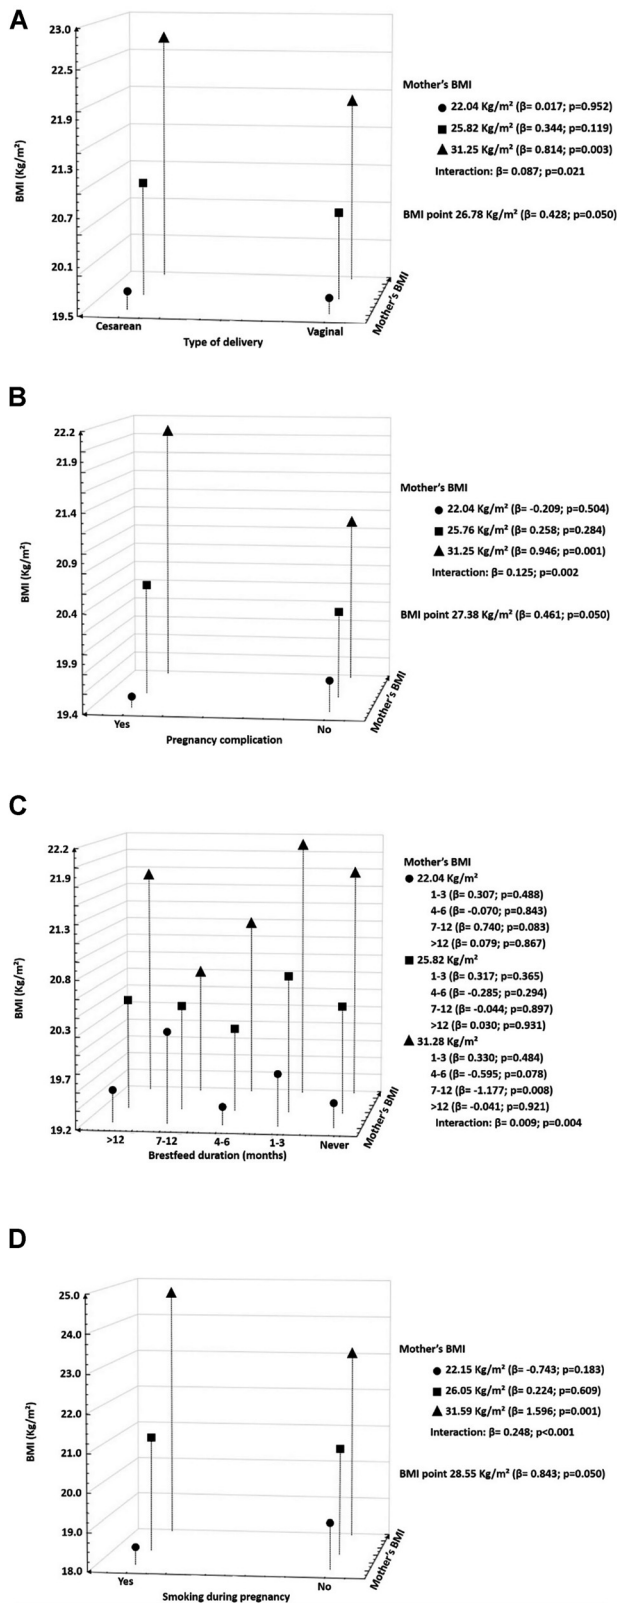 A
23.0
22.5
21.9
21.3
20.7
20.1
19.5
BMI (Kg/m²)
Cesarean
Vaginal
Type of delivery
Mother's BMI
Mother's BMI
22.04 Kg/m² (β= 0.017; p=0.952)
25.82 Kg/m² (β= 0.344; p=0.119)
31.25 Kg/m² (β= 0.814; p=0.003)
Interaction: β= 0.087; p=0.021
BMI point 26.78 Kg/m² (β= 0.428; p=0.050)
B
22.2
21.9
21.4
20.9
20.4
19.9
19.4
BMI (Kg/m²)
Yes
No
Pregnancy complication
Mother's BMI
Mother's BMI
22.04 Kg/m² (β= -0.209; p=0.504)
25.76 Kg/m² (β= 0.258; p=0.284)
31.25 Kg/m² (β= 0.946; p=0.001)
Interaction: β= 0.125; p=0.002
BMI point 27.38 Kg/m² (β= 0.461; p=0.050)
C
22.2
21.9
21.3
20.8
20.3
19.7
19.2
BMI (Kg/m²)
>12
7-12
4-6
1-3
Never
Brestfeed duration (months)
Mother's BMI
Mother's BMI
22.04 Kg/m²
1-3 (β= 0.307; p=0.488)
4-6 (β= -0.070; p=0.843)
7-12 (β= 0.740; p=0.083)
>12 (β= 0.079; p=0.867)
25.82 Kg/m²
1-3 (β= 0.317; p=0.365)
4-6 (β= -0.285; p=0.294)
7-12 (β= -0.044; p=0.897)
>12 (β= 0.030; p=0.931)
31.28 Kg/m²
1-3 (β= 0.330; p=0.484)
4-6 (β= -0.595; p=0.078)
7-12 (β= -1.177; p=0.008)
>12 (β= -0.041; p=0.921)
Interaction: β= 0.009; p=0.004
D
25.0
24.0
23.0
22.0
21.0
20.0
19.0
18.0
BMI (Kg/m²)
Yes
No
Smoking during pregnancy
Mother's BMI
Mother's BMI
22.15 Kg/m² (β= -0.743; p=0.183)
26.05 Kg/m² (β= 0.224; p=0.609)
31.59 Kg/m² (β= 1.596; p=0.001)
Interaction: β= 0.248; p<0.001
BMI point 28.55 Kg/m² (β= 0.843; p=0.050)